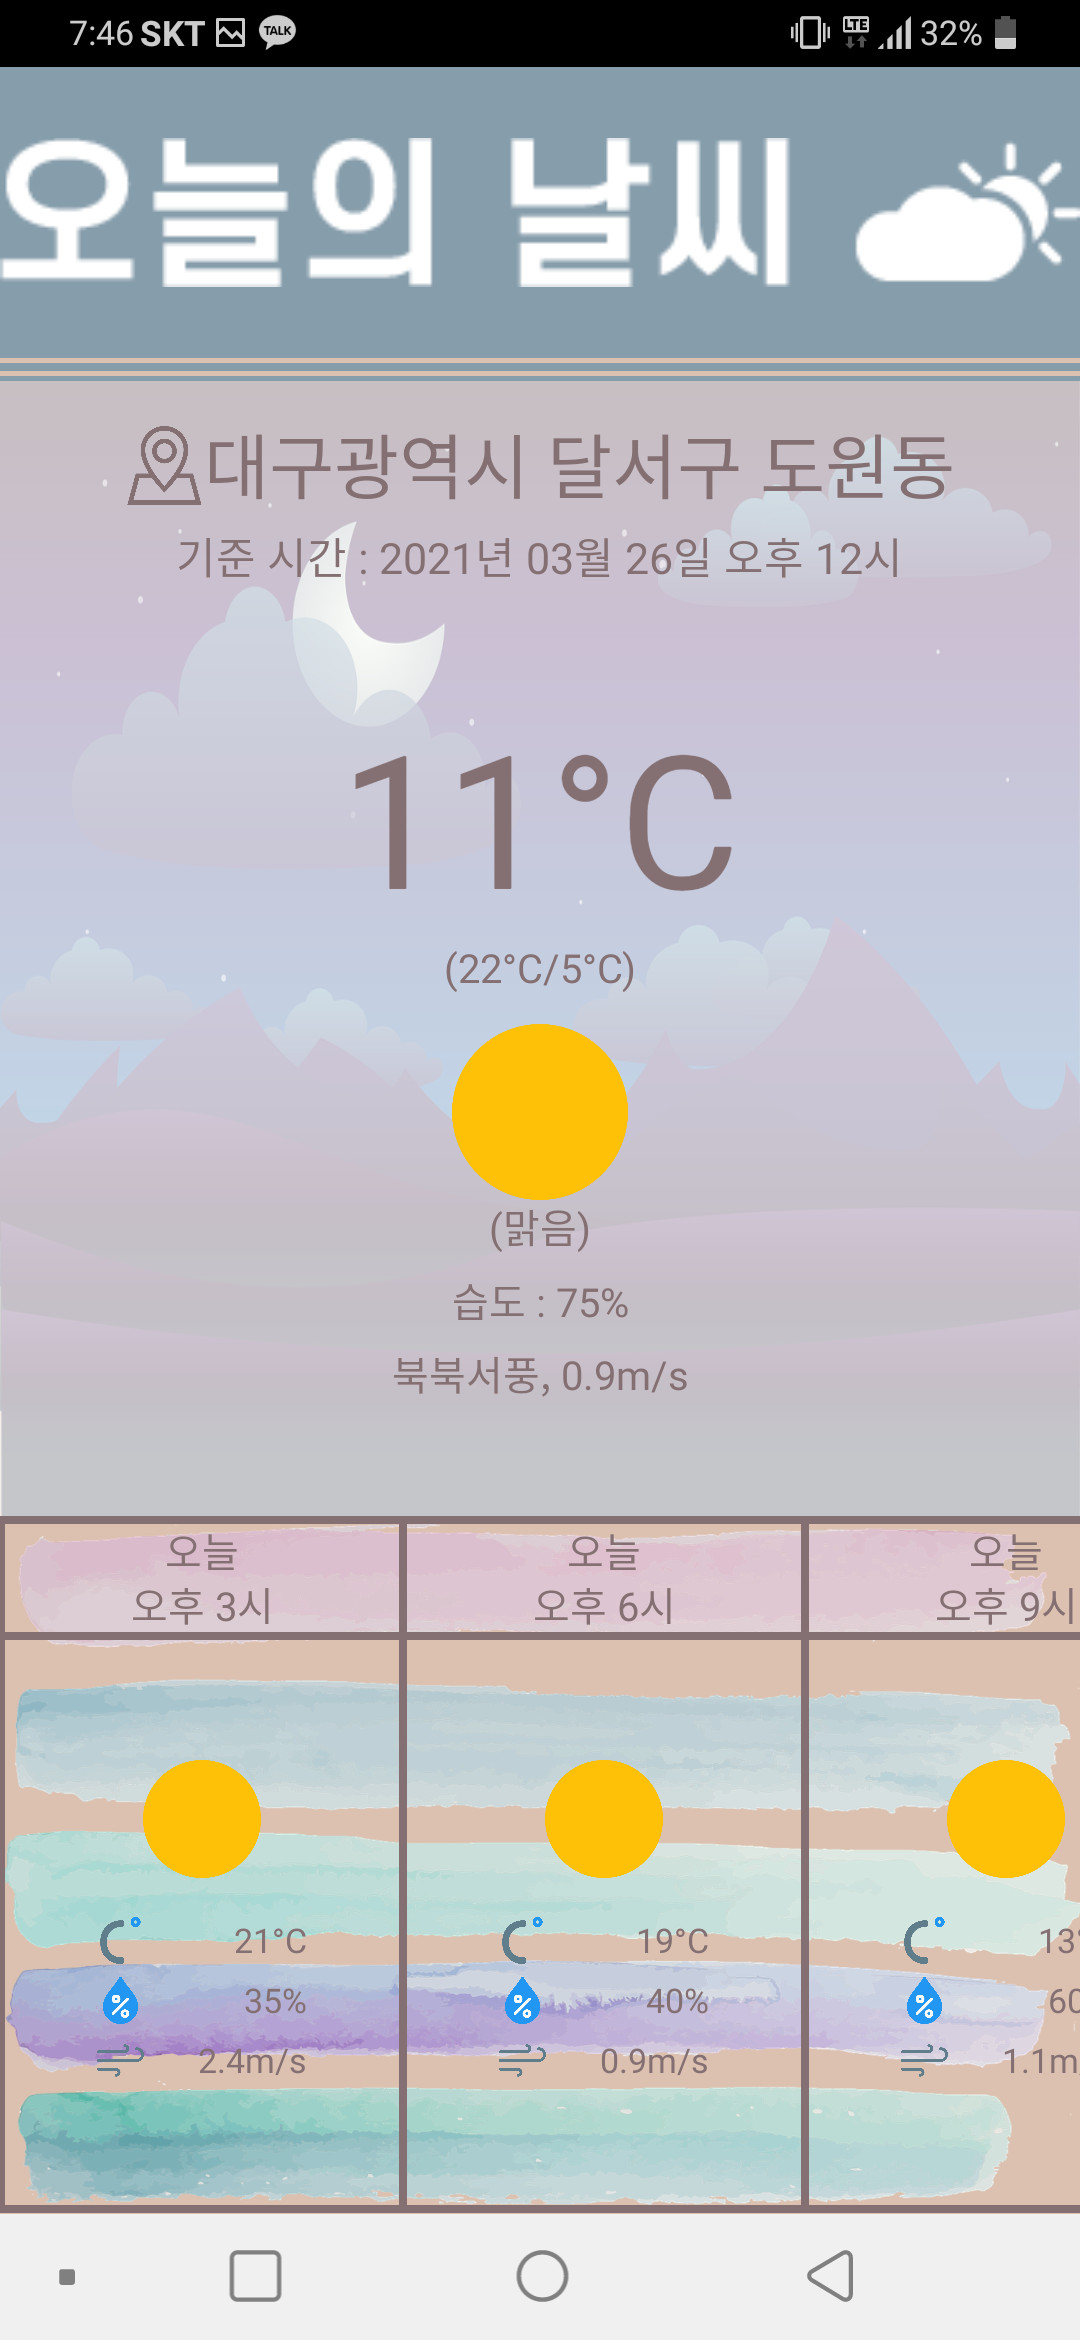 7:46 SKT TALK LTE 32%
오늘의 날씨
대구광역시 달서구 도원동
기준 시간 : 2021년 03월 26일 오후 12시
11°C
(22°C/5°C)
(맑음)
습도 : 75%
북북서풍, 0.9m/s
오늘 오늘 오늘
오후 3시 오후 6시 오후 9시
21°C 19°C 13°
% 35% % 40% % 60
2.4m/s 0.9m/s 1.1m